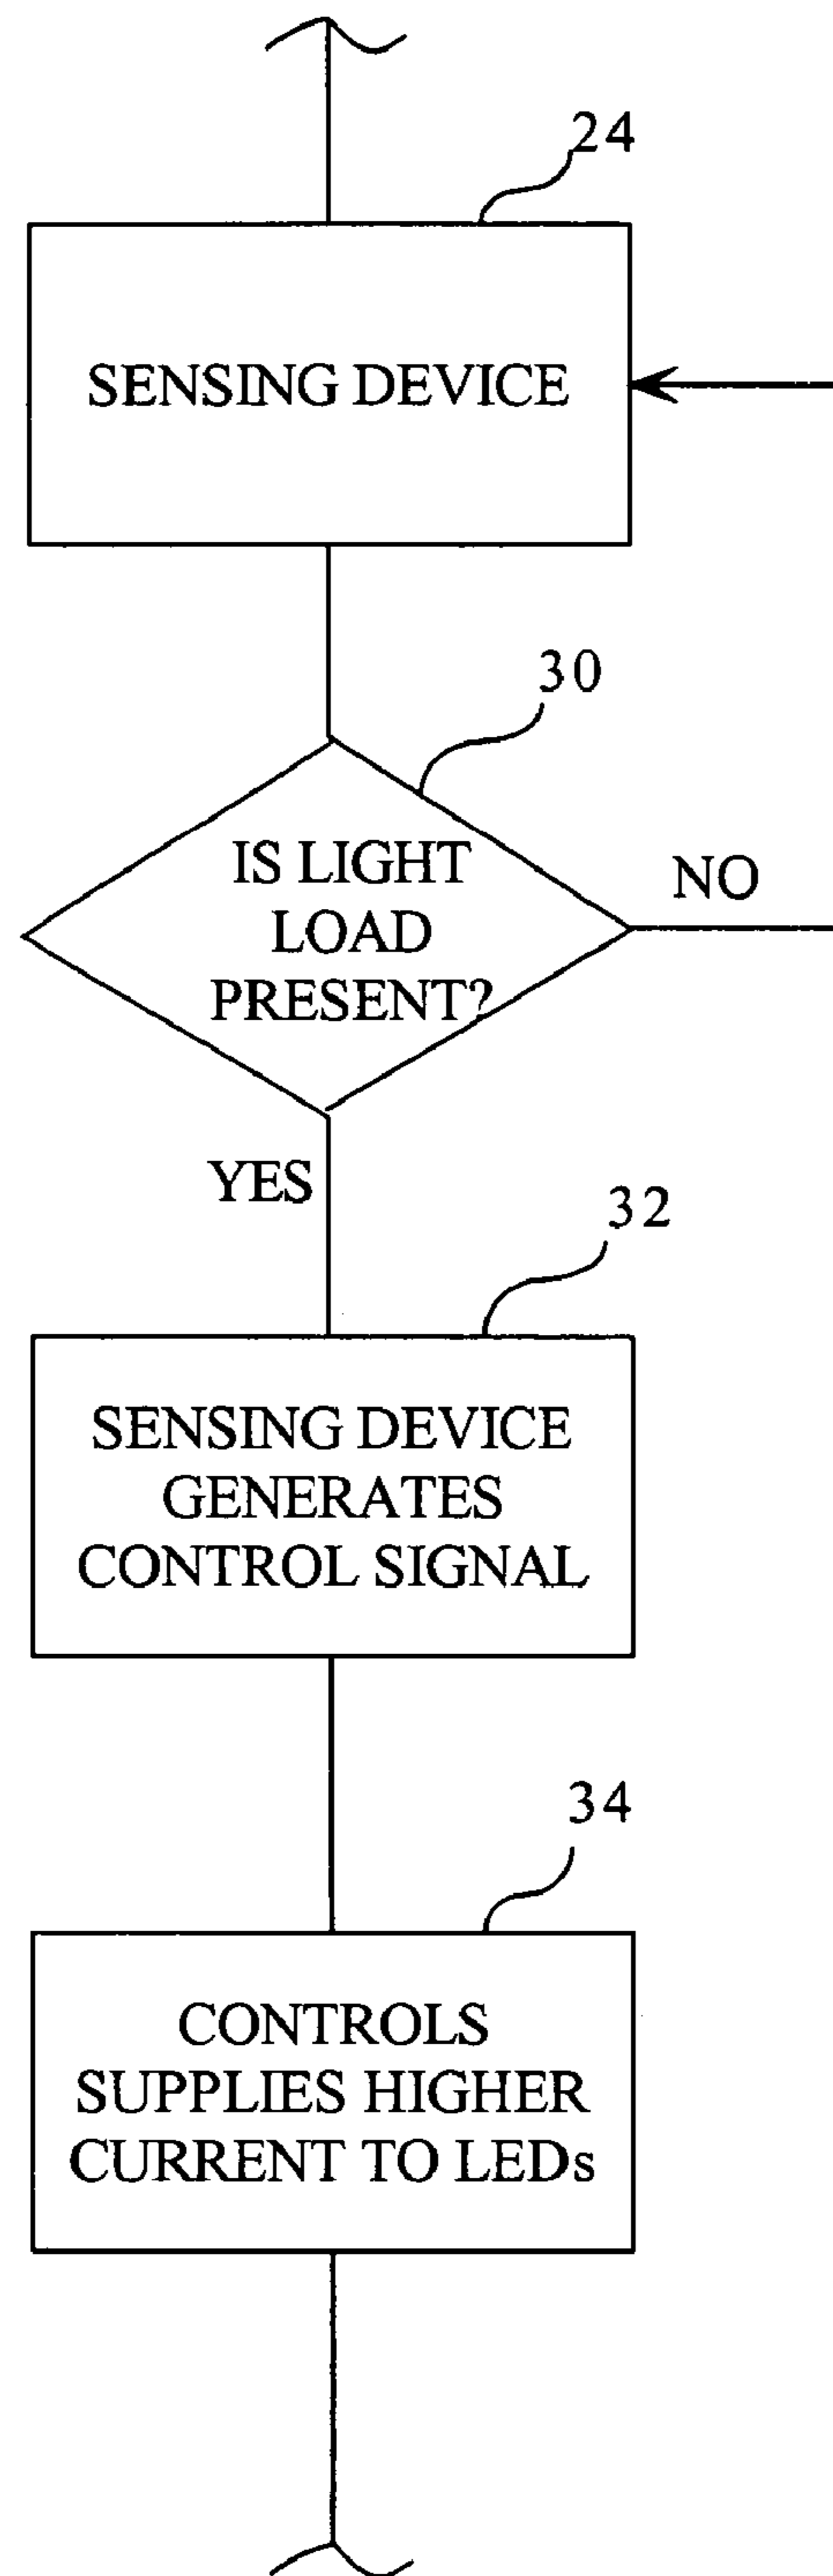 24
SENSING DEVICE
30
IS LIGHT
LOAD
PRESENT?
NO
YES
32
SENSING DEVICE
GENERATES
CONTROL SIGNAL
34
CONTROLS
SUPPLIES HIGHER
CURRENT TO LEDs